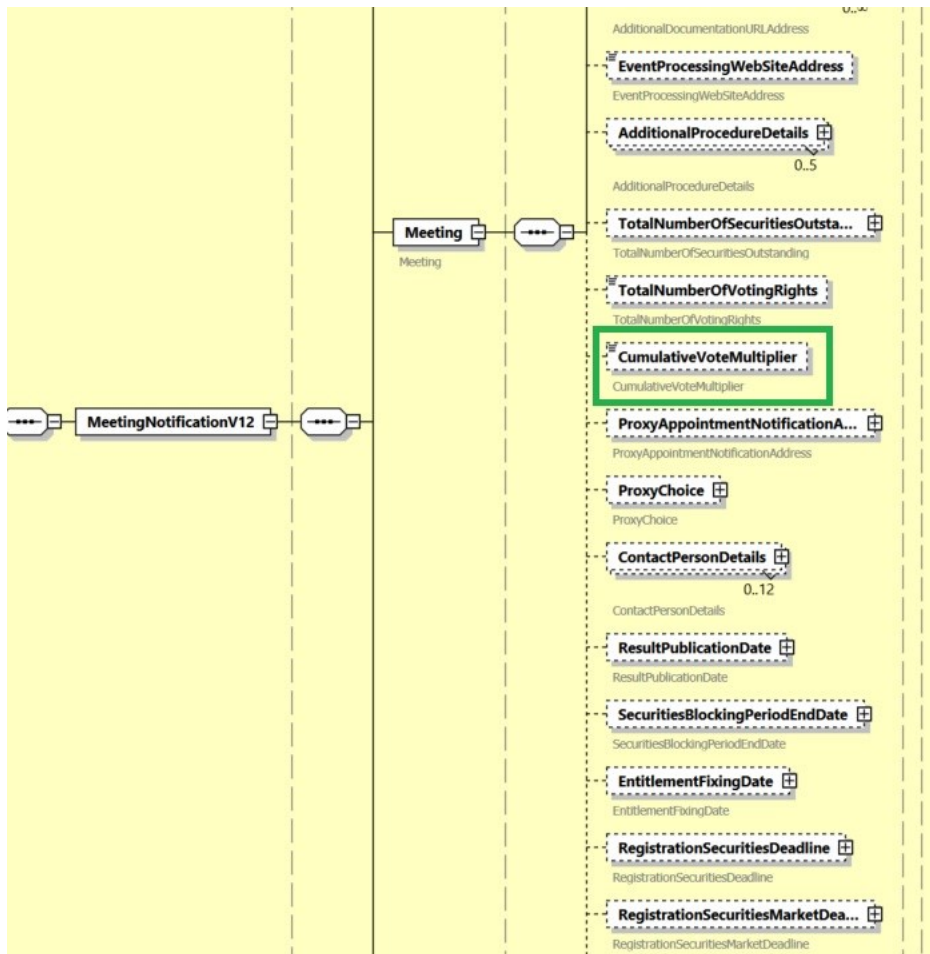 0..∞
AdditionalDocumentationURLAddress
EventProcessingWebSiteAddress
EventProcessingWebSiteAddress
AdditionalProcedureDetails
0..5
AdditionalProcedureDetails
TotalNumberOfSecuritiesOutsta...
TotalNumberOfSecuritiesOutstanding
Meeting
Meeting
TotalNumberOfVotingRights
TotalNumberOfVotingRights
CumulativeVoteMultiplier
CumulativeVoteMultiplier
MeetingNotificationV12
ProxyAppointmentNotificationA...
ProxyAppointmentNotificationAddress
ProxyChoice
ProxyChoice
ContactPersonDetails
0..12
ContactPersonDetails
ResultPublicationDate
ResultPublicationDate
SecuritiesBlockingPeriodEndDate
SecuritiesBlockingPeriodEndDate
EntitlementFixingDate
EntitlementFixingDate
RegistrationSecuritiesDeadline
RegistrationSecuritiesDeadline
RegistrationSecuritiesMarketDea...
RegistrationSecuritiesMarketDeadline